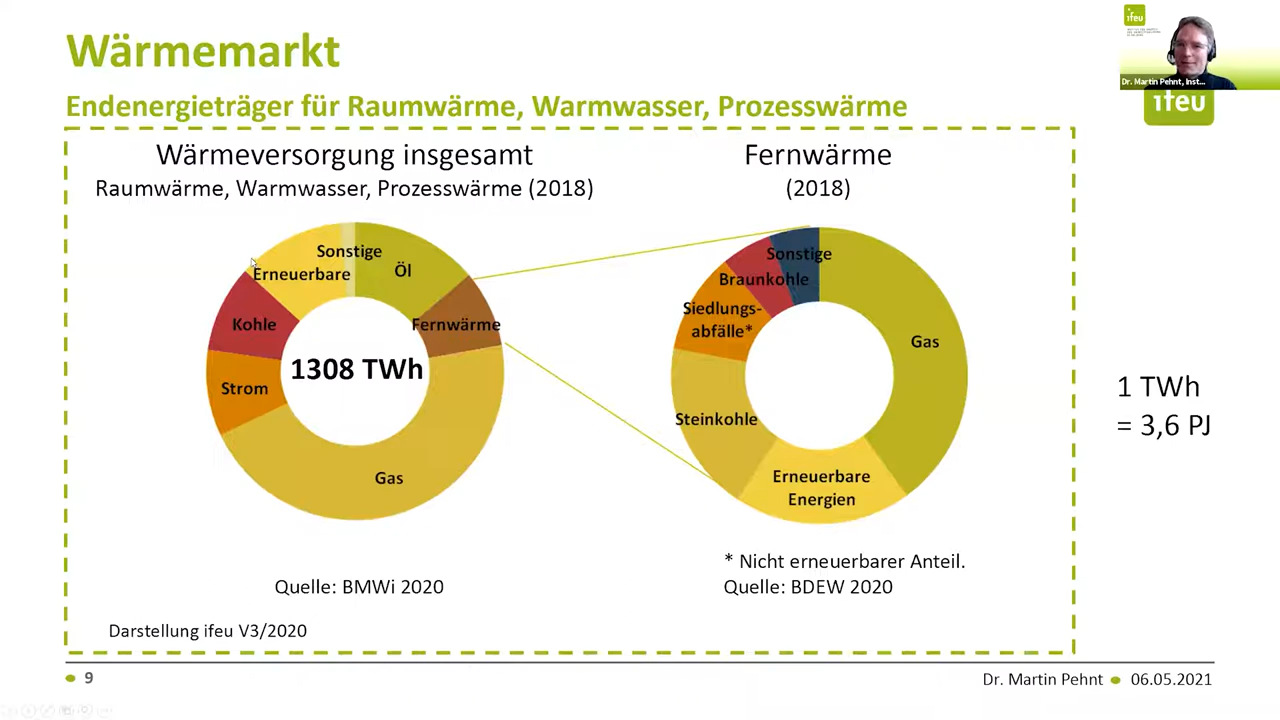 Wärmemarkt
Endenergieträger für Raumwärme, Warmwasser, Prozesswärme
ifeu
Dr. Martin Pehnt, Inst...
ifeu
Wärmeversorgung insgesamt
Raumwärme, Warmwasser, Prozesswärme (2018)
Sonstige
Öl
Erneuerbare
Fernwärme
Kohle
1308 TWh
Strom
Gas
Quelle: BMWi 2020
Fernwärme
(2018)
Sonstige
Braunkohle
Siedlungs-
abfälle*
Gas
Steinkohle
Erneuerbare
Energien
* Nicht erneuerbarer Anteil.
Quelle: BDEW 2020
1 TWh
= 3,6 PJ
Darstellung ifeu V3/2020
9
Dr. Martin Pehnt
06.05.2021